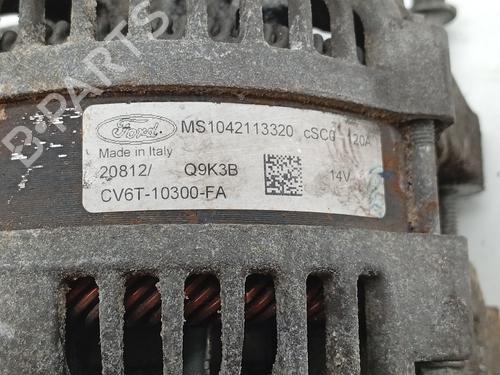 B-PARTS
Ford MS1042113320 cSC0 120A
Made in Italy
20812/ Q9K3B 14V
CV6T-10300-FA